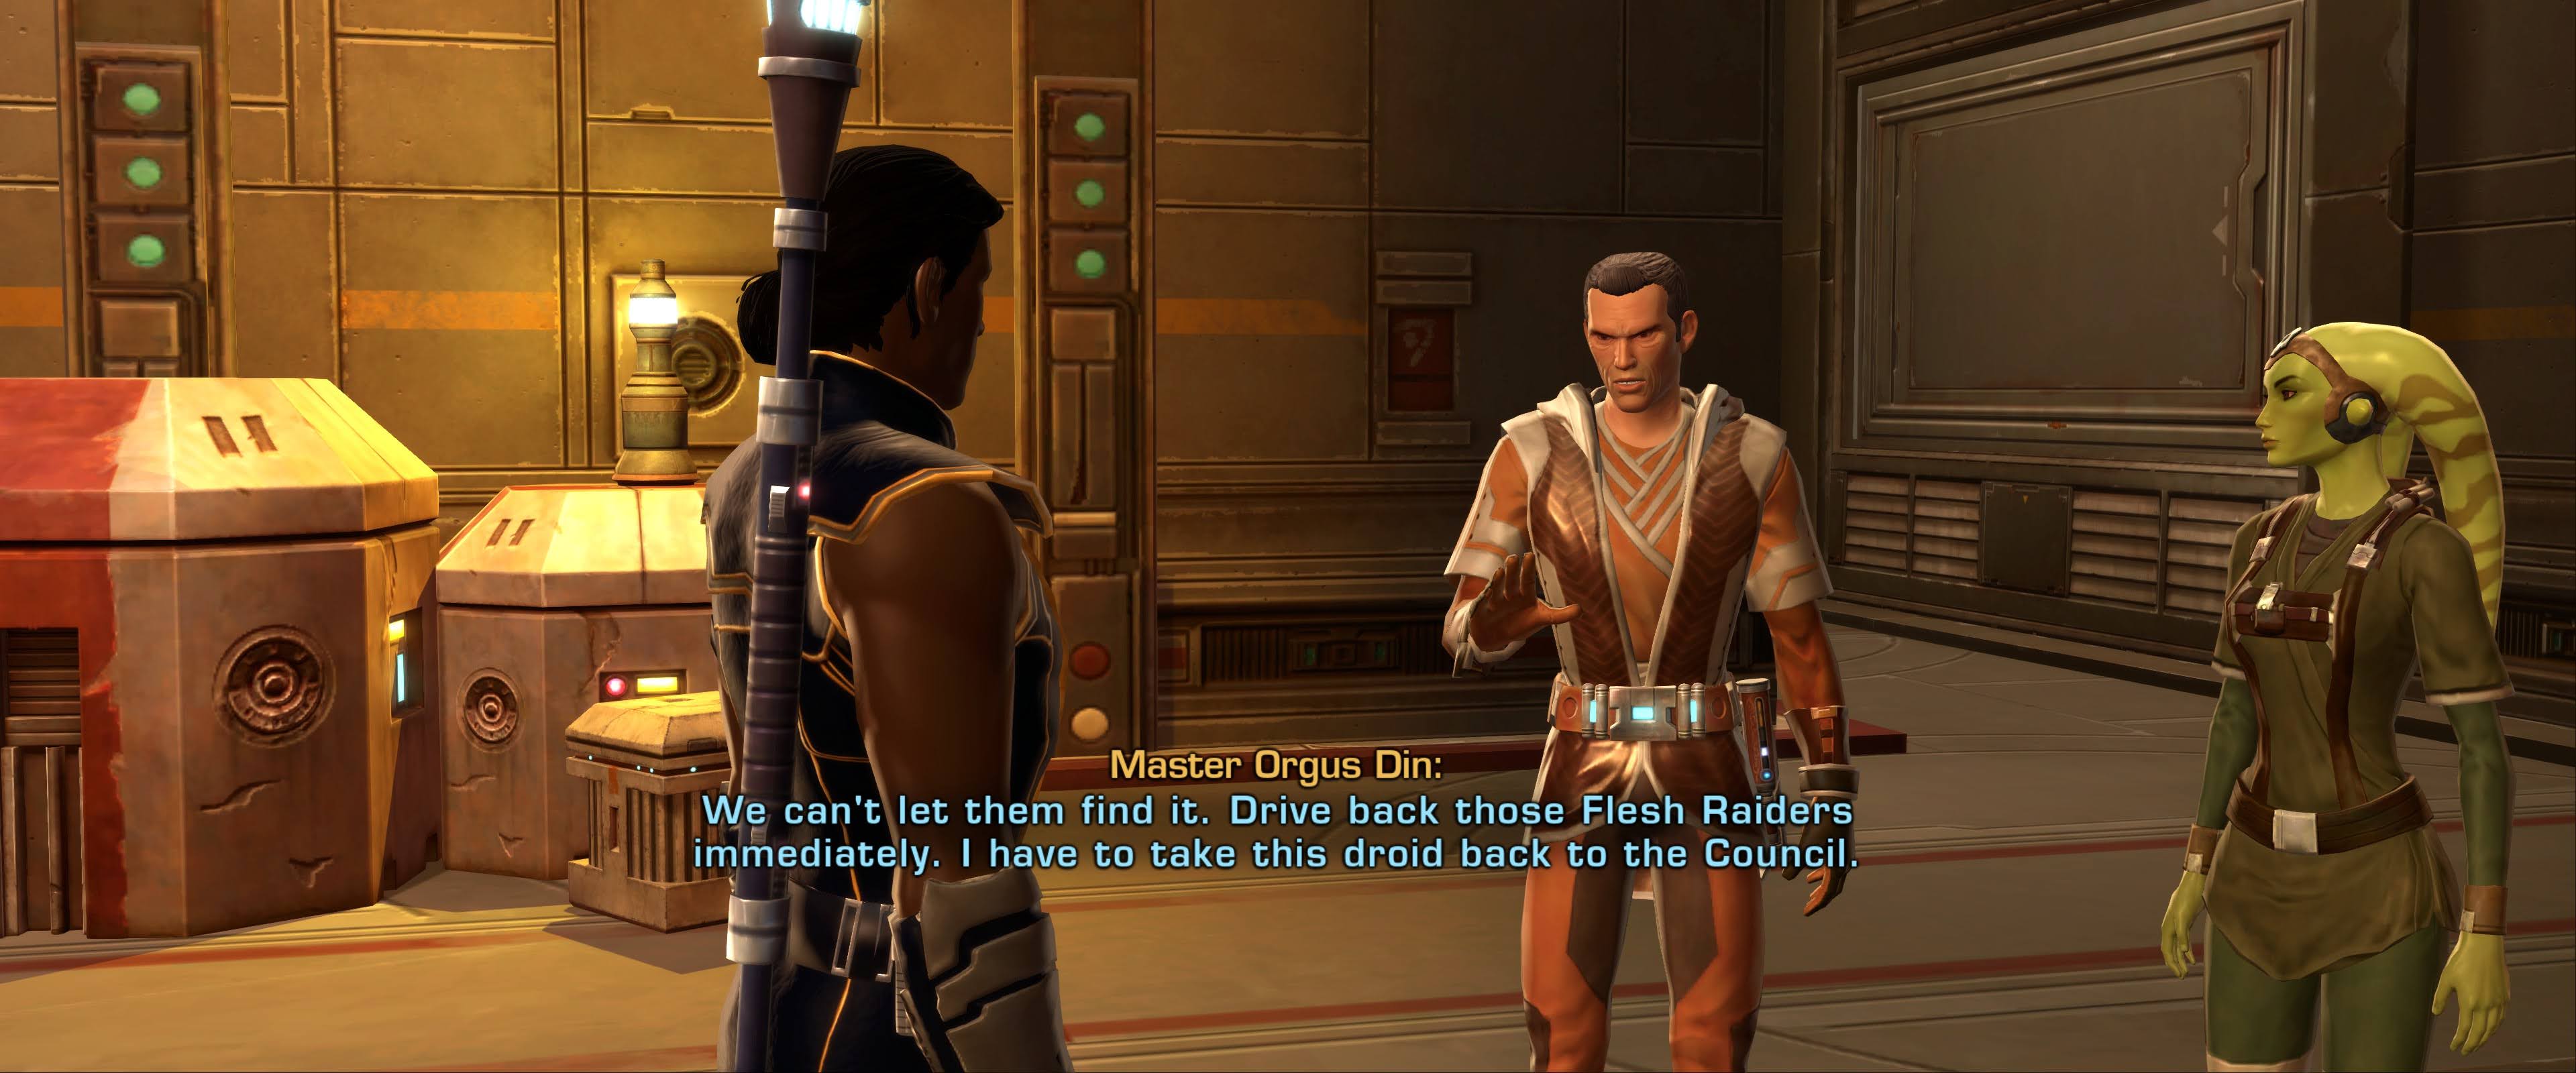 Master Orgus Din:
We can't let them find it. Drive back those Flesh Raiders
immediately. I have to take this droid back to the Council.